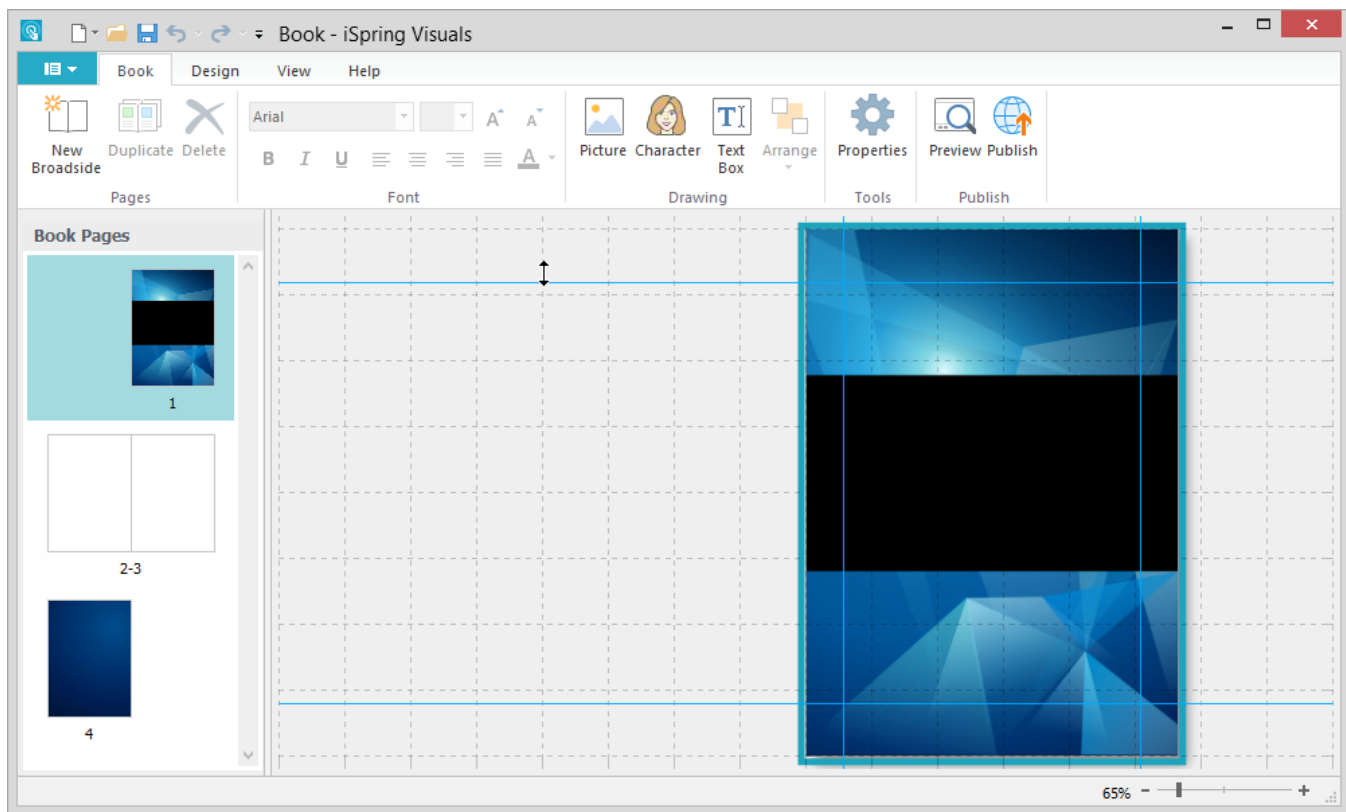 Book - iSpring Visuals
Book Design View Help
New Broadside
Duplicate Delete
Pages
Arial
A A
B I U A
Font
Picture Character Text Box Arrange
Drawing
Properties
Tools
Preview Publish
Publish
Book Pages
1
2-3
4
65%